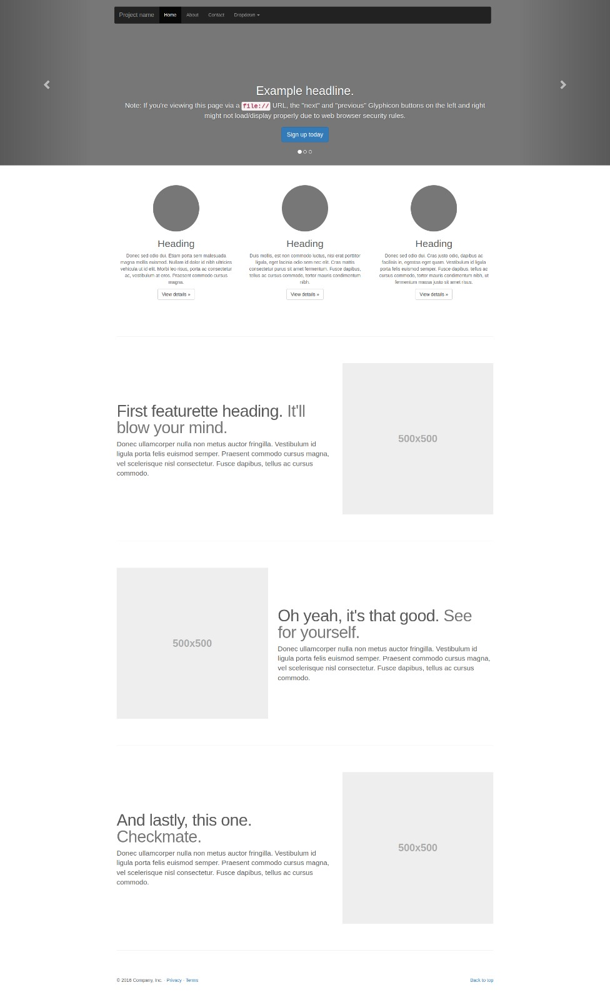 Project name Home About Contact Dropdown
Example headline.
Note: If you're viewing this page via a file:// URL, the "next" and "previous" Glyphicon buttons on the left and right
might not load/display properly due to web browser security rules.
Sign up today
Heading
Donec sed odio dui. Etiam porta sem malesuada
magna mollis euismod. Nullam id dolor id nibh ultricies
vehicula ut id elit. Morbi leo risus, porta ac consectetur
ac, vestibulum at eros. Praesent commodo cursus
magna.
View details »
Heading
Duis mollis, est non commodo luctus, nisi erat porttitor
ligula, eget lacinia odio sem nec elit. Cras mattis
consectetur purus sit amet fermentum. Fusce dapibus,
tellus ac cursus commodo, tortor mauris condimentum
nibh.
View details »
Heading
Donec sed odio dui. Cras justo odio, dapibus ac
facilisis in, egestas eget quam. Vestibulum id ligula
porta felis euismod semper. Fusce dapibus, tellus ac
cursus commodo, tortor mauris condimentum nibh, ut
fermentum massa justo sit amet risus.
View details »
First featurette heading. It'll
blow your mind.
Donec ullamcorper nulla non metus auctor fringilla. Vestibulum id
ligula porta felis euismod semper. Praesent commodo cursus magna,
vel scelerisque nisl consectetur. Fusce dapibus, tellus ac cursus
commodo.
500x500
500x500
Oh yeah, it's that good. See
for yourself.
Donec ullamcorper nulla non metus auctor fringilla. Vestibulum id
ligula porta felis euismod semper. Praesent commodo cursus magna,
vel scelerisque nisl consectetur. Fusce dapibus, tellus ac cursus
commodo.
And lastly, this one.
Checkmate.
Donec ullamcorper nulla non metus auctor fringilla. Vestibulum id
ligula porta felis euismod semper. Praesent commodo cursus magna,
vel scelerisque nisl consectetur. Fusce dapibus, tellus ac cursus
commodo.
500x500
© 2016 Company, Inc. · Privacy · Terms
Back to top